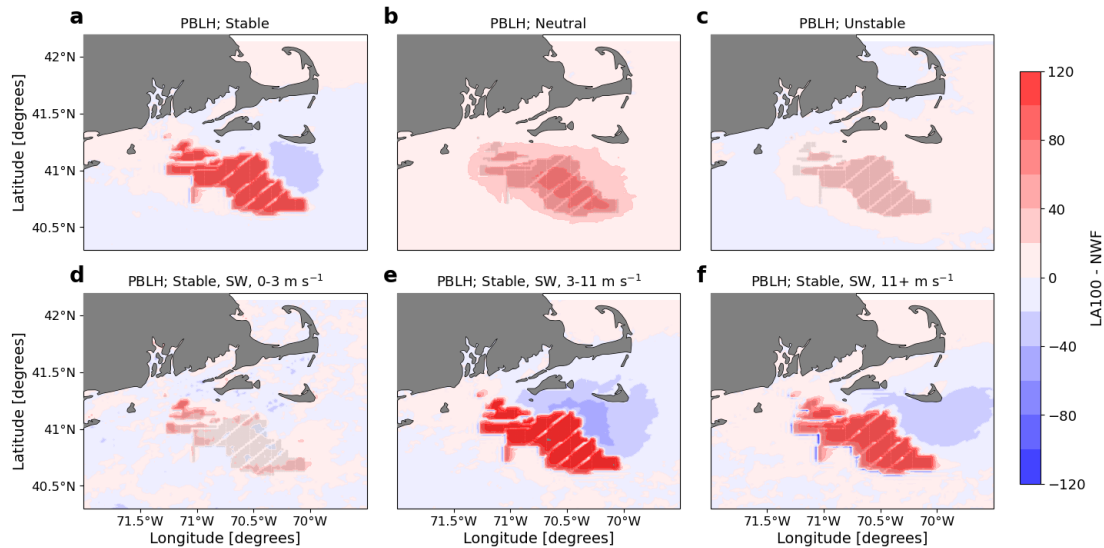 a
PBLH; Stable
b
PBLH; Neutral
c
PBLH; Unstable
42°N
41.5°N
41°N
40.5°N
Latitude [degrees]
d
PBLH; Stable, SW, 0-3 m s⁻¹
e
PBLH; Stable, SW, 3-11 m s⁻¹
f
PBLH; Stable, SW, 11+ m s⁻¹
42°N
41.5°N
41°N
40.5°N
Latitude [degrees]
71.5°W 71°W 70.5°W 70°W
Longitude [degrees]
71.5°W 71°W 70.5°W 70°W
Longitude [degrees]
71.5°W 71°W 70.5°W 70°W
Longitude [degrees]
120
80
40
0
−40
−80
−120
LA100 - NWF